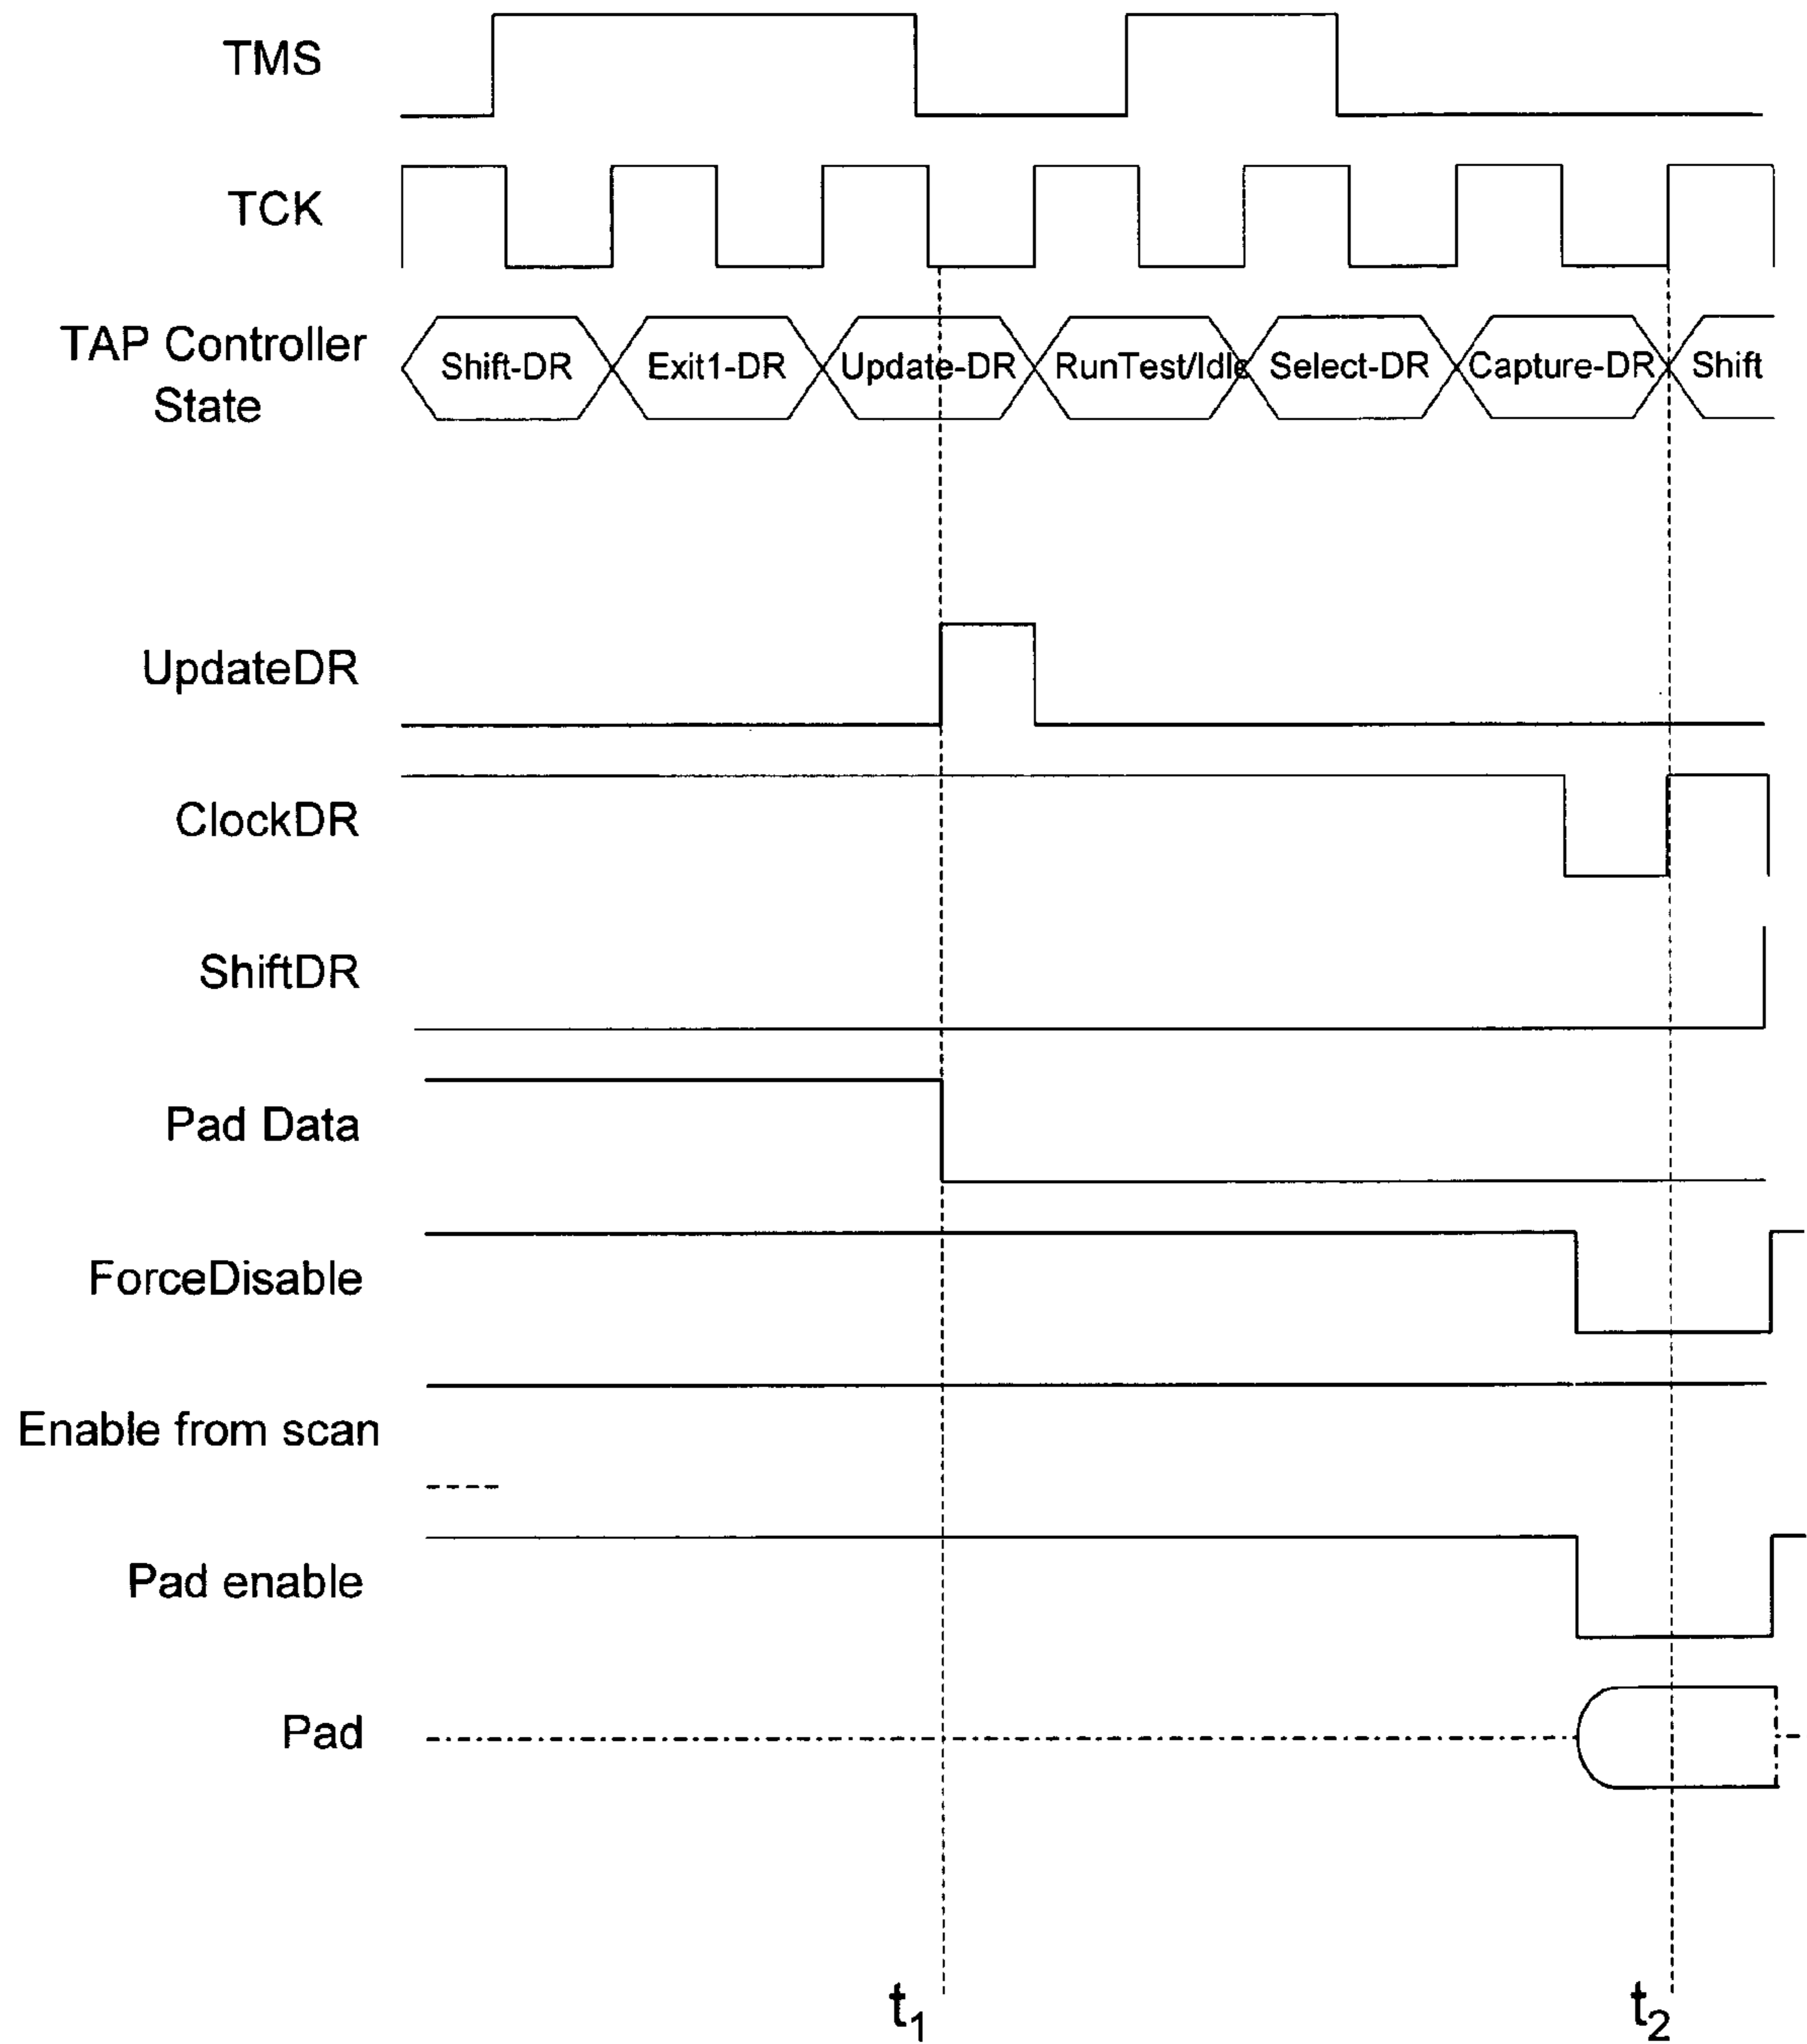 TMS
TCK
TAP Controller
State
Shift-DR
Exit1-DR
Update-DR
RunTest/Idle
Select-DR
Capture-DR
Shift
UpdateDR
ClockDR
ShiftDR
Pad Data
ForceDisable
Enable from scan
Pad enable
Pad
t₁
t₂